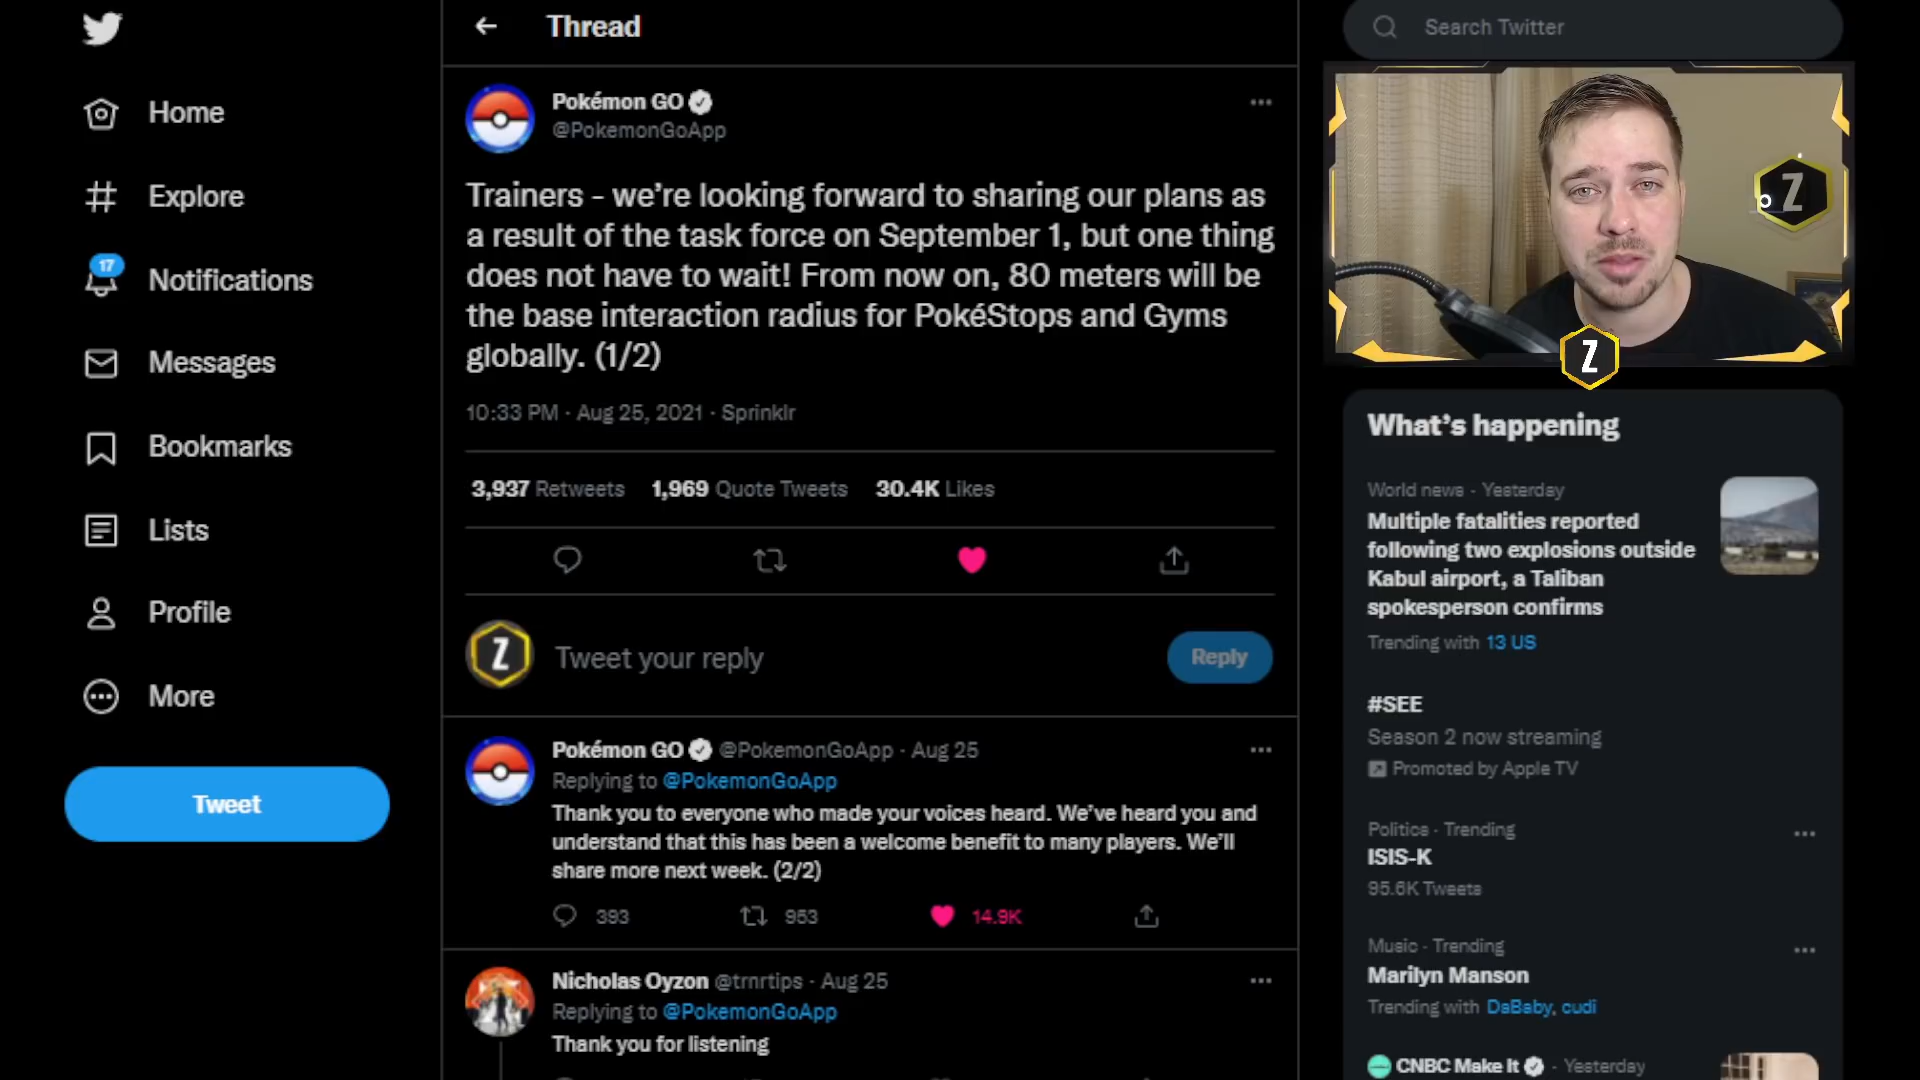 Thread
Search Twitter
Home
Explore
17
Notifications
Messages
Bookmarks
Lists
Profile
More
Tweet
Pokémon GO
@PokemonGoApp
Trainers - we're looking forward to sharing our plans as
a result of the task force on September 1, but one thing
does not have to wait! From now on, 80 meters will be
the base interaction radius for PokéStops and Gyms
globally. (1/2)
10:33 PM · Aug 25, 2021 · Sprinklr
3,937 Retweets 1,969 Quote Tweets 30.4K Likes
Z
Tweet your reply
Reply
Pokémon GO @PokemonGoApp · Aug 25
Replying to @PokemonGoApp
Thank you to everyone who made your voices heard. We've heard you and
understand that this has been a welcome benefit to many players. We'll
share more next week. (2/2)
393 953 14.9K
Nicholas Oyzon @trnrtips · Aug 25
Replying to @PokemonGoApp
Thank you for listening
Z
Z
What's happening
World news · Yesterday
Multiple fatalities reported
following two explosions outside
Kabul airport, a Taliban
spokesperson confirms
Trending with 13 US
#SEE
Season 2 now streaming
Promoted by Apple TV
Politics · Trending
ISIS-K
95.6K Tweets
Music · Trending
Marilyn Manson
Trending with DaBaby, cudi
CNBC Make It · Yesterday